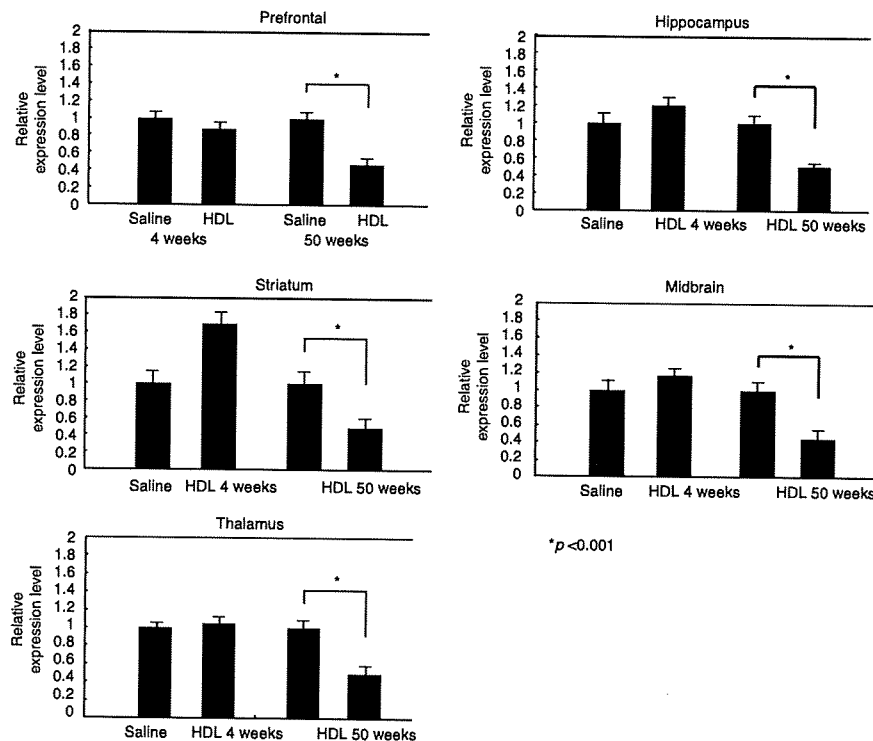 Prefrontal
Relative
expression level
2
1.8
1.6
1.4
1.2
1
0.8
0.6
0.4
0.2
0
*
Saline HDL Saline HDL
4 weeks 50 weeks
Hippocampus
Relative
expression level
2
1.8
1.6
1.4
1.2
1
0.8
0.6
0.4
0.2
0
*
Saline HDL 4 weeks HDL 50 weeks
Striatum
Relative
expression level
2
1.8
1.6
1.4
1.2
1
0.8
0.6
0.4
0.2
0
*
Saline HDL 4 weeks HDL 50 weeks
Midbrain
Relative
expression level
2
1.8
1.6
1.4
1.2
1
0.8
0.6
0.4
0.2
0
*
Saline HDL 4 weeks HDL 50 weeks
Thalamus
Relative
expression level
2
1.8
1.6
1.4
1.2
1
0.8
0.6
0.4
0.2
0
*
Saline HDL 4 weeks HDL 50 weeks
*p<0.001